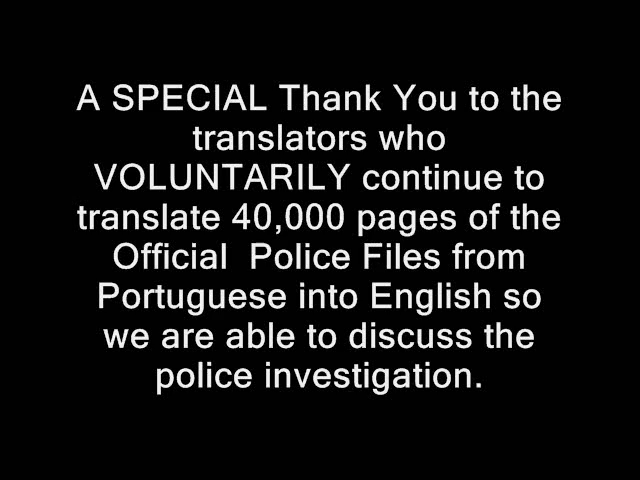 A SPECIAL Thank You to the
translators who
VOLUNTARILY continue to
translate 40,000 pages of the
Official  Police Files from
Portuguese into English so
we are able to discuss the
police investigation.